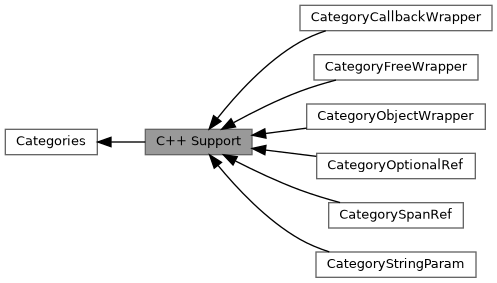 CategoryCallbackWrapper
CategoryFreeWrapper
CategoryObjectWrapper
Categories
C++ Support
CategoryOptionalRef
CategorySpanRef
CategoryStringParam